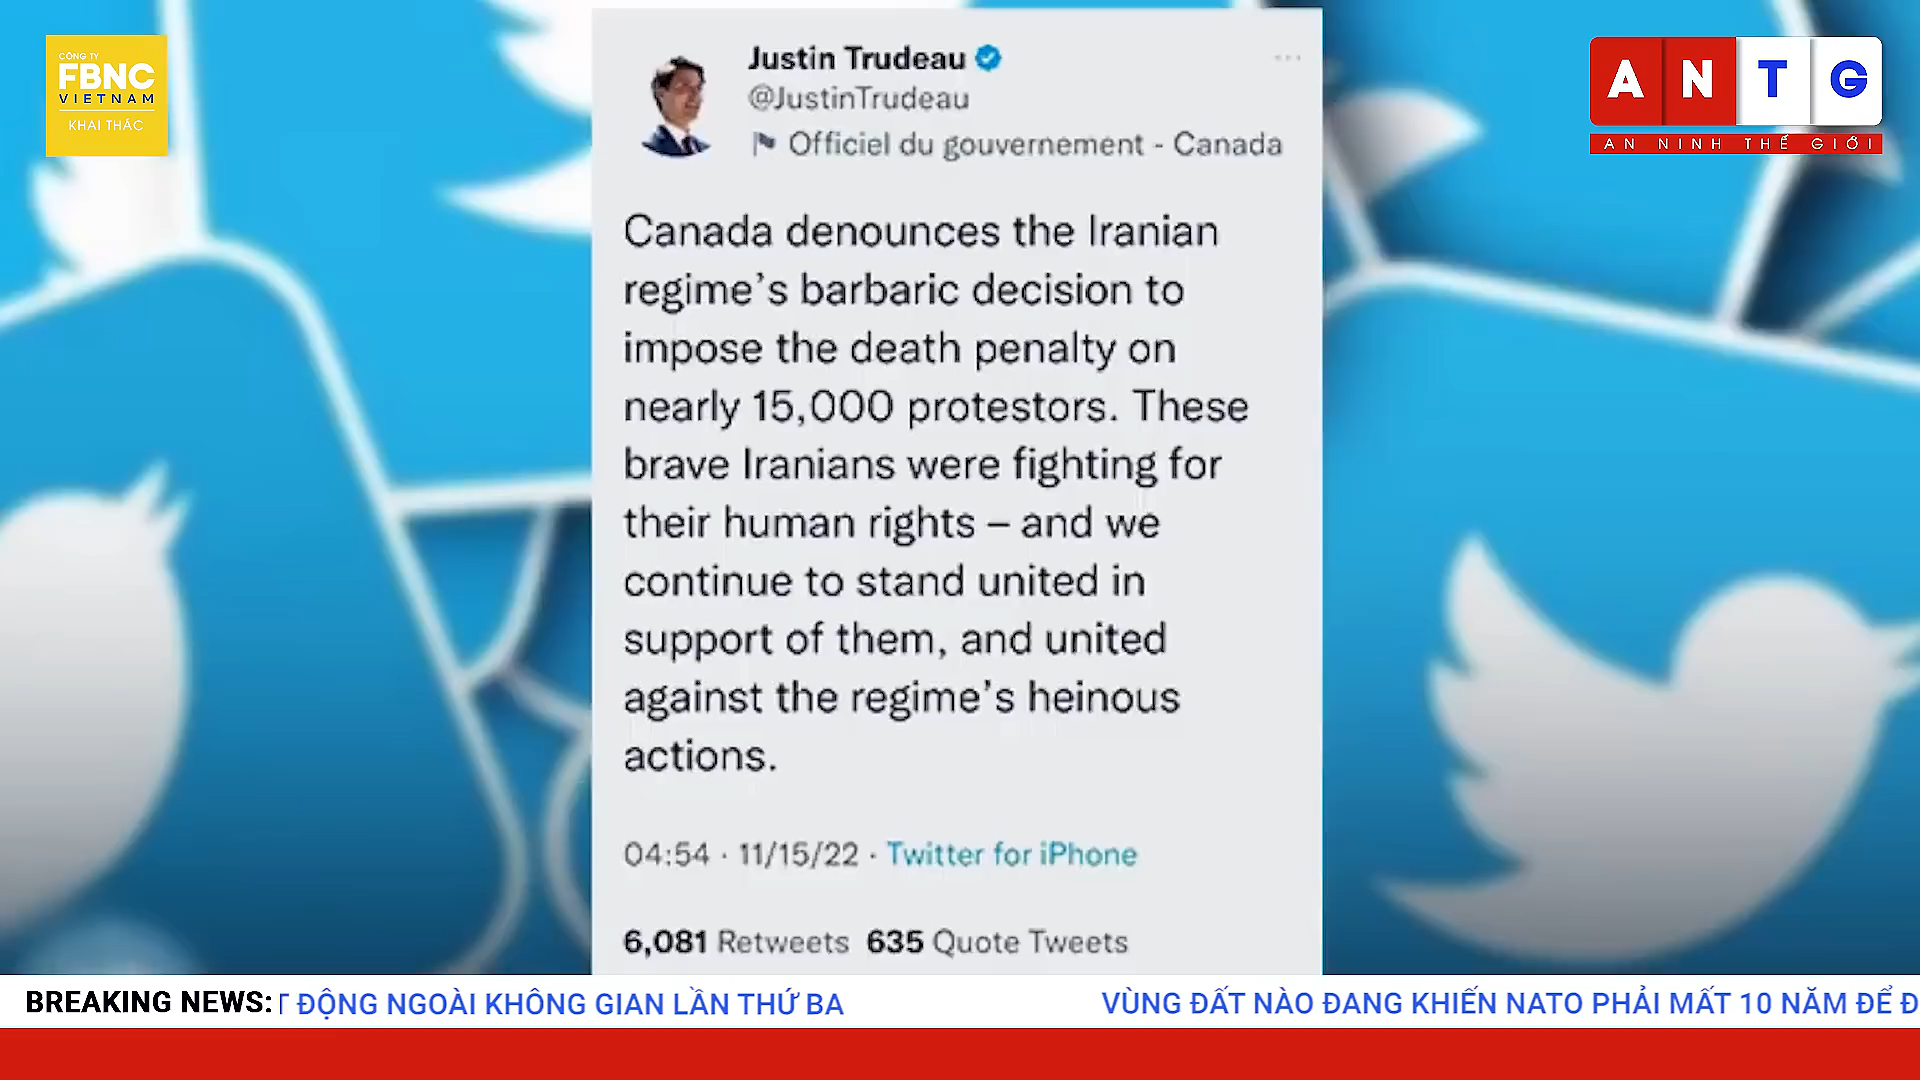 CÔNG TY
FBNC
VIETNAM
KHAI THÁC
Justin Trudeau
@JustinTrudeau
Officiel du gouvernement - Canada
A N T G
AN NINH THẾ GIỚI
Canada denounces the Iranian
regime’s barbaric decision to
impose the death penalty on
nearly 15,000 protestors. These
brave Iranians were fighting for
their human rights – and we
continue to stand united in
support of them, and united
against the regime’s heinous
actions.
04:54 · 11/15/22 · Twitter for iPhone
6,081 Retweets 635 Quote Tweets
BREAKING NEWS: T ĐỘNG NGOÀI KHÔNG GIAN LẦN THỨ BA VÙNG ĐẤT NÀO ĐANG KHIẾN NATO PHẢI MẤT 10 NĂM ĐỂ Đ